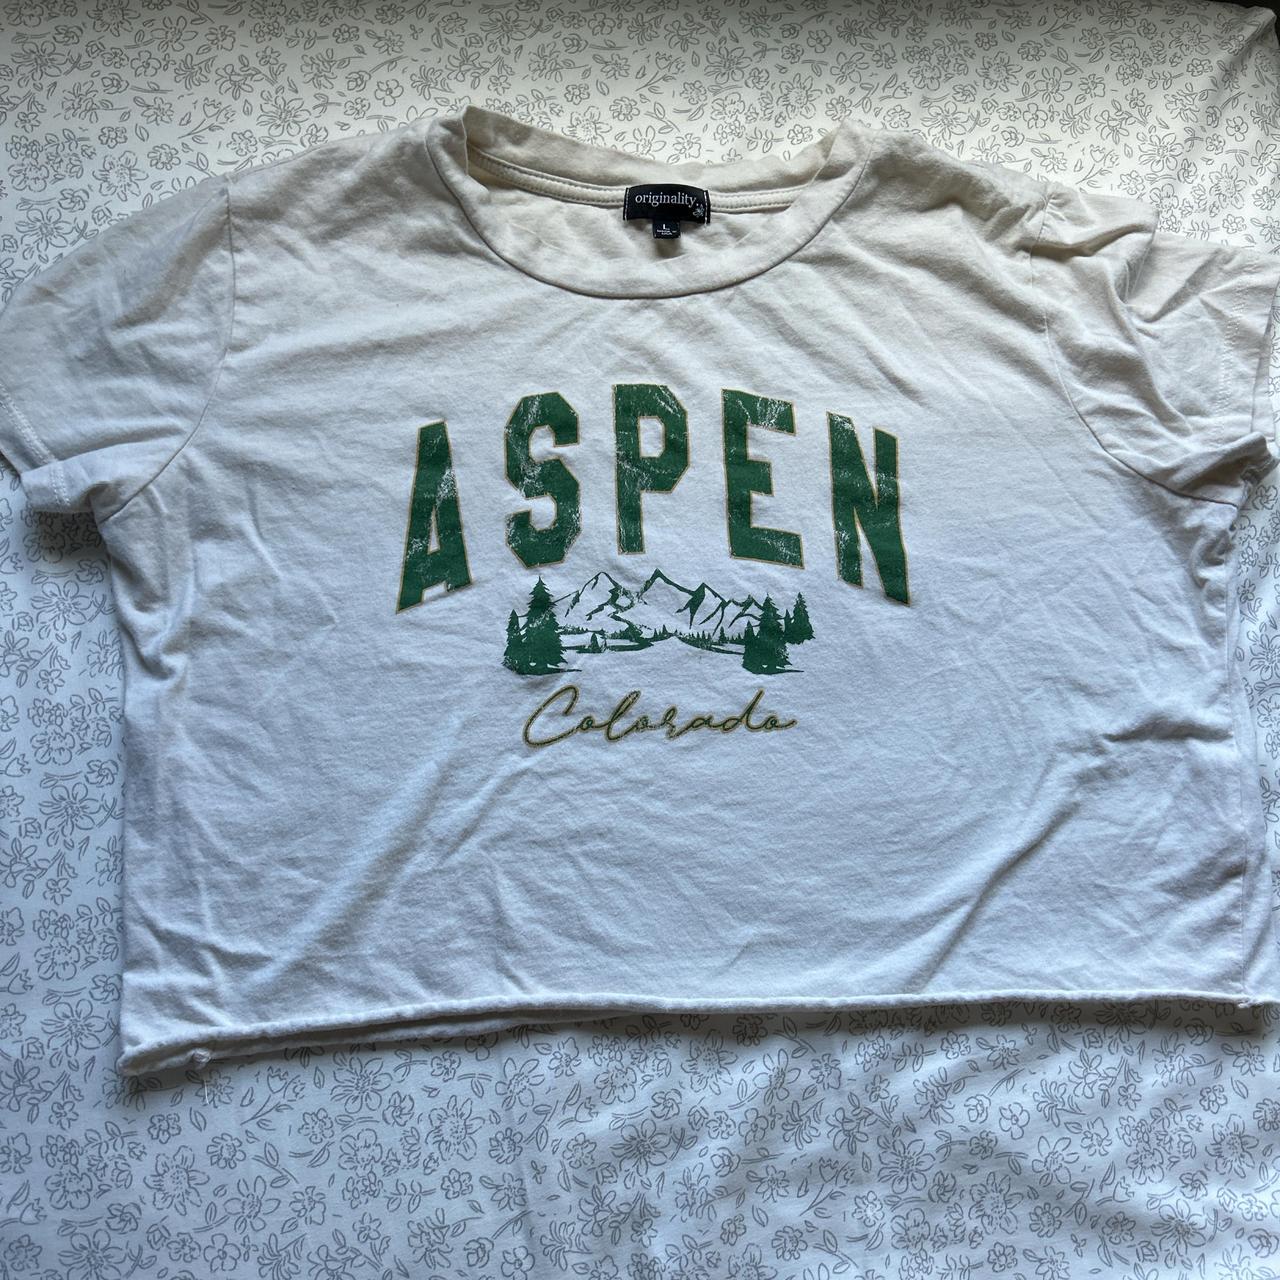 originality.
L
ASPEN
Colorado